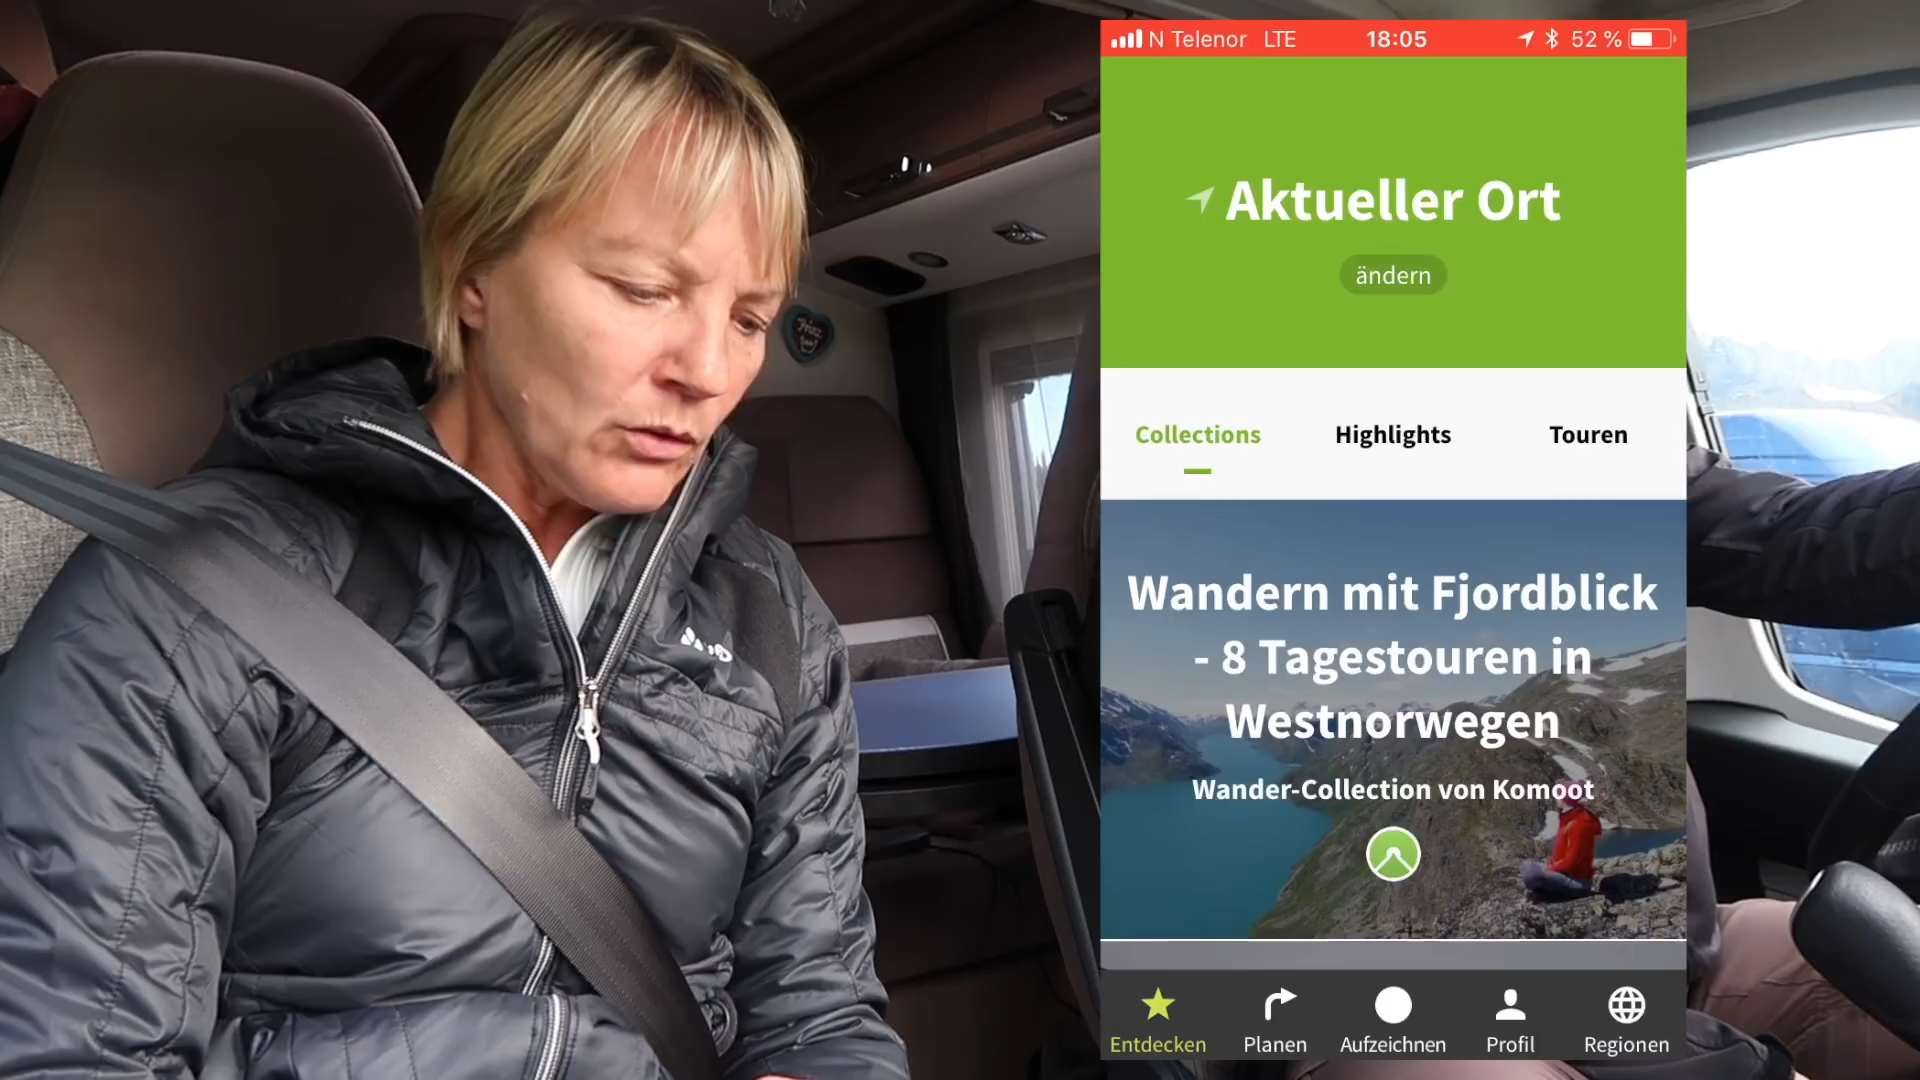 N Telenor LTE 18:05 52 %
Aktueller Ort
ändern
Collections Highlights Touren
Wandern mit Fjordblick
- 8 Tagestouren in
Westnorwegen
Wander-Collection von Komoot
Entdecken Planen Aufzeichnen Profil Regionen
Prinz